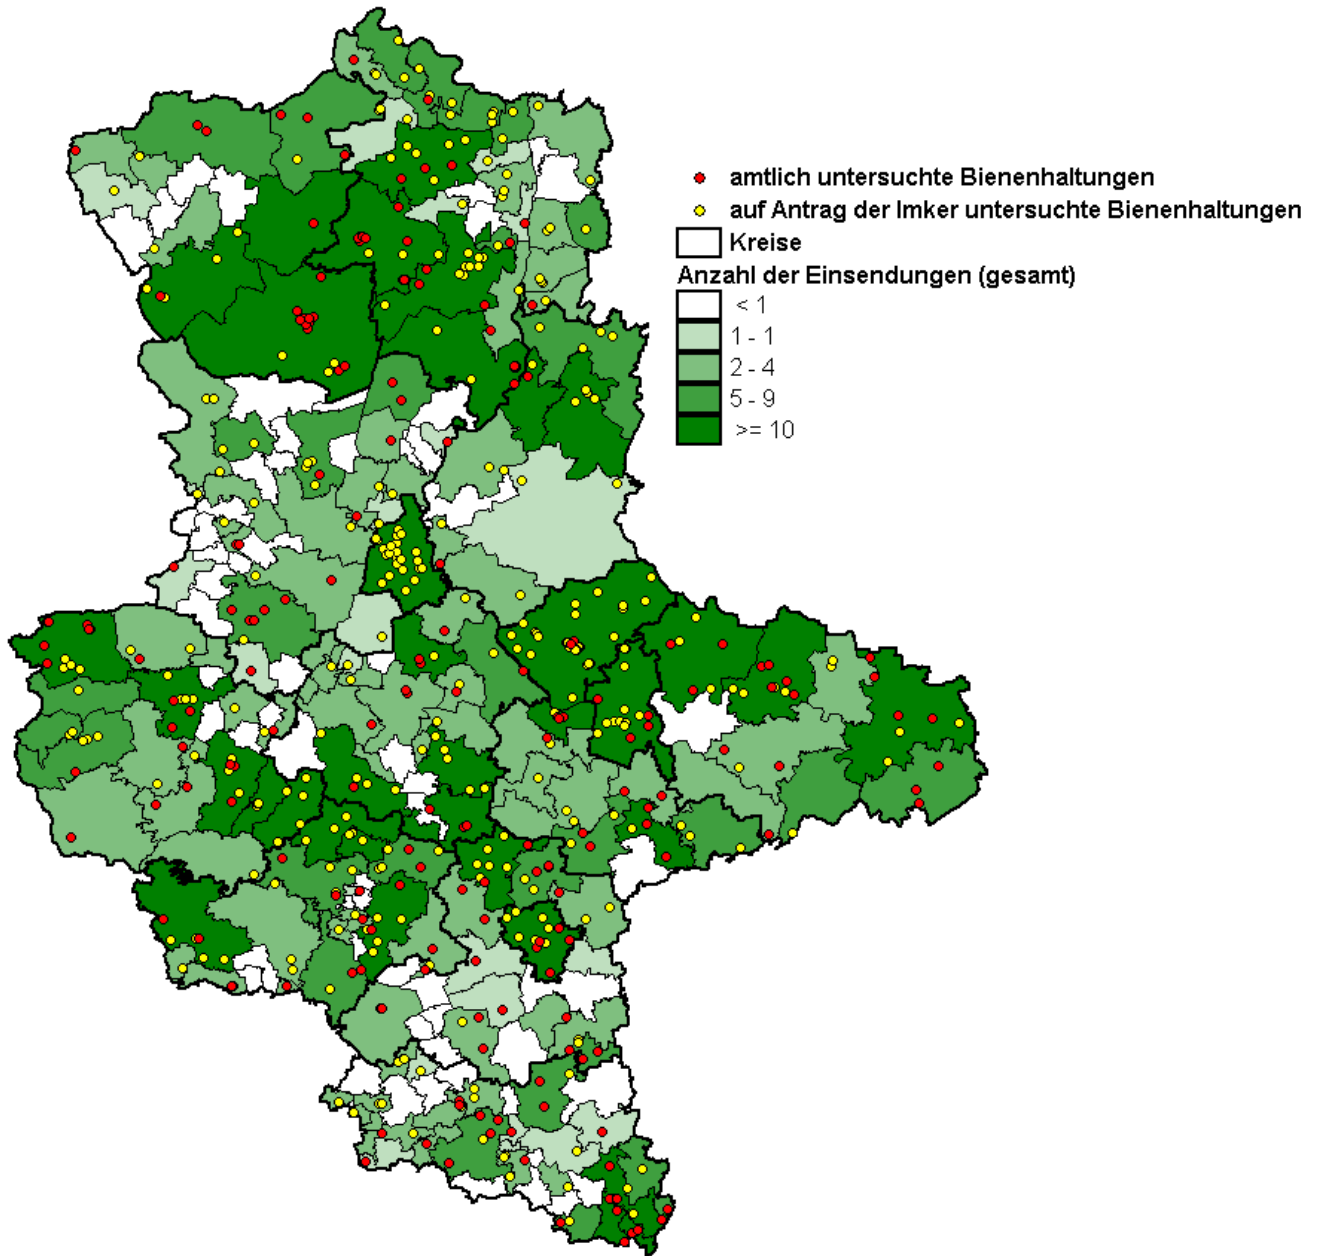 amtlich untersuchte Bienenhaltungen
auf Antrag der Imker untersuchte Bienenhaltungen
Kreise
Anzahl der Einsendungen (gesamt)
< 1
1 - 1
2 - 4
5 - 9
>= 10